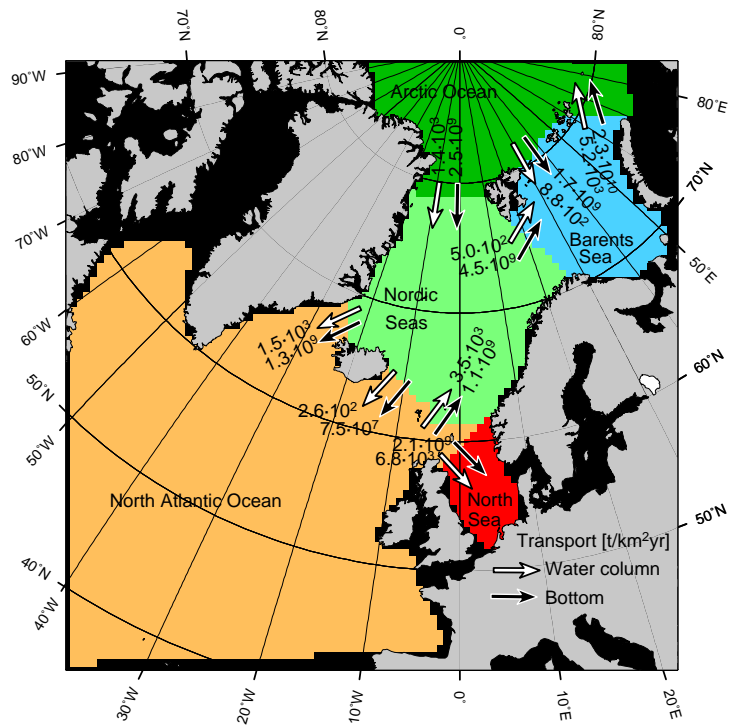 70°N
80°N
0°
80°N
90°W
80°E
Arctic Ocean
80°W
1.4·10³
2.5·10⁹
2.3·10¹⁰
5.2·10³
1.7·10⁹
8.8·10²
70°N
70°W
5.0·10²
4.5·10⁹
Barents
Sea
50°E
60°W
Nordic
Seas
1.5·10³
1.3·10⁹
3.5·10³
1.1·10⁹
60°N
50°N
2.6·10²
7.5·10⁷
50°W
2.1·10⁹
6.8·10³
North Atlantic Ocean
North
Sea
50°N
Transport [t/km²yr]
Water column
Bottom
40°N
40°W
30°W
20°W
10°W
0°
10°E
20°E